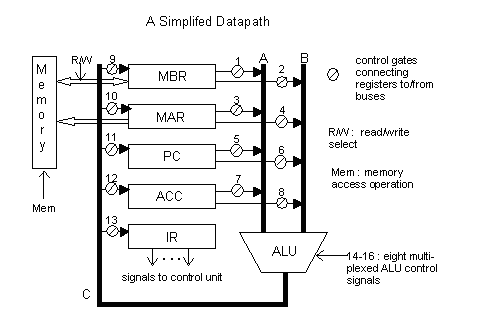 A Simplifed Datapath
Memory
R/W
9
MBR
1
A
B
2
control gates
connecting
registers to/from
buses
10
MAR
3
4
R/W : read/write
select
11
PC
5
6
Mem : memory
access operation
12
ACC
7
8
Mem
13
IR
ALU
14-16 : eight multi-
plexed ALU control
signals
signals to control unit
C